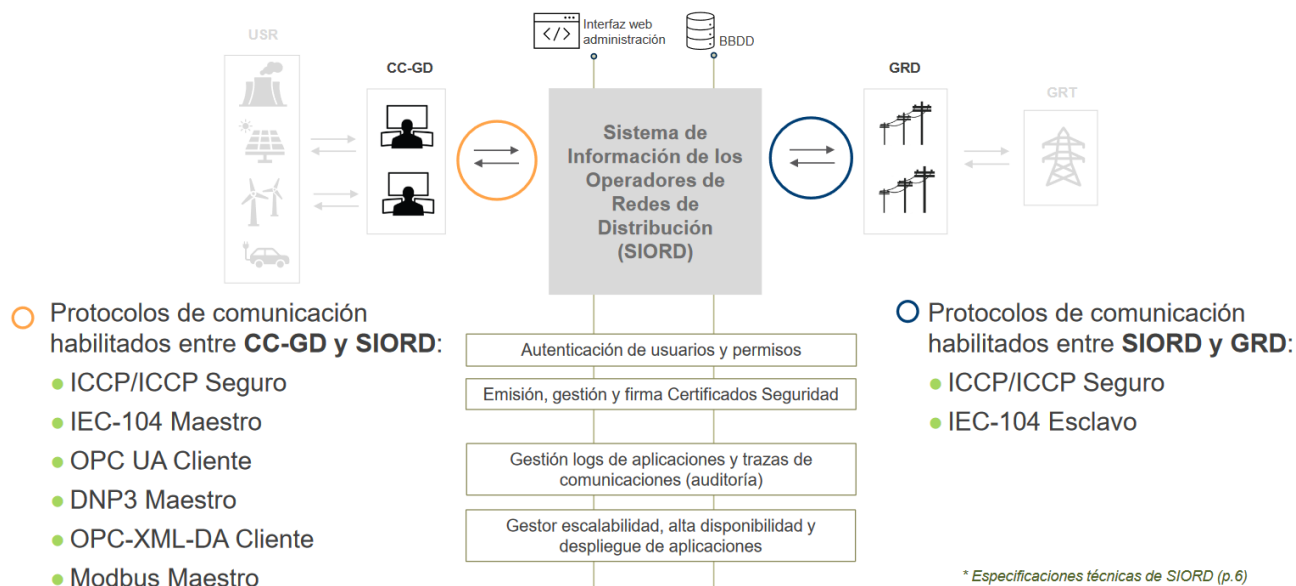 USR
CC-GD
Interfaz web
administración
BBDD
GRD
GRT
</>
Sistema de
Información de los
Operadores de
Redes de
Distribución
(SIORD)
Protocolos de comunicación
habilitados entre CC-GD y SIORD:
ICCP/ICCP Seguro
IEC-104 Maestro
OPC UA Cliente
DNP3 Maestro
OPC-XML-DA Cliente
Modbus Maestro
Autenticación de usuarios y permisos
Emisión, gestión y firma Certificados Seguridad
Gestión logs de aplicaciones y trazas de
comunicaciones (auditoría)
Gestor escalabilidad, alta disponibilidad y
despliegue de aplicaciones
Protocolos de comunicación
habilitados entre SIORD y GRD:
ICCP/ICCP Seguro
IEC-104 Esclavo
* Especificaciones técnicas de SIORD (p.6)